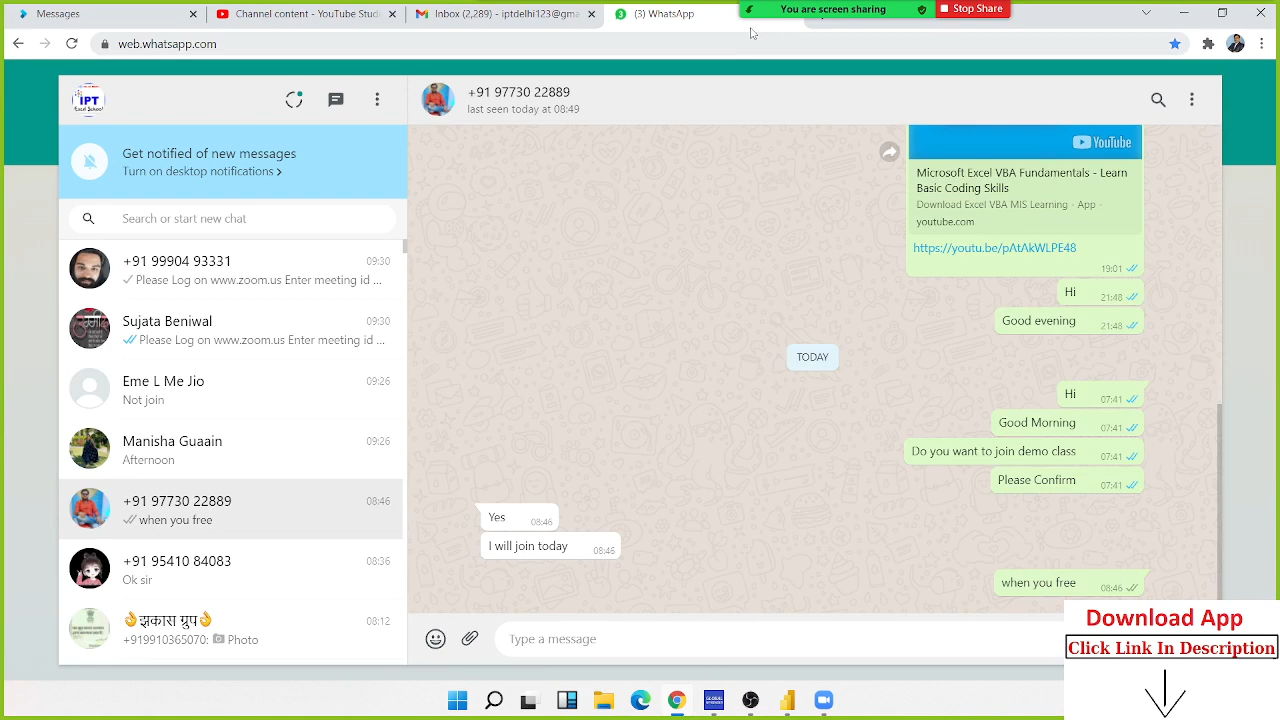 Messages
Channel content - YouTube Stud
Inbox (2,289) - iptdelhi123@gma
3
(3) WhatsApp
You are screen sharing
Stop Share
web.whatsapp.com
IPT
Excel School
+91 97730 22889
last seen today at 08:49
Get notified of new messages
Turn on desktop notifications
Search or start new chat
+91 99904 93331 09:30
Please Log on www.zoom.us Enter meeting id ...
Sujata Beniwal 09:30
Please Log on www.zoom.us Enter meeting id ...
Eme L Me Jio 09:26
Not join
Manisha Guaain 09:26
Afternoon
+91 97730 22889 08:46
when you free
+91 95410 84083 08:36
Ok sir
👌झकास ग्रुप👌 08:12
+919910365070: Photo
YouTube
Microsoft Excel VBA Fundamentals - Learn
Basic Coding Skills
Download Excel VBA MIS Learning - App -
youtube.com
https://youtu.be/pAtAkWLPE48
19:01
Hi 21:48
Good evening 21:48
TODAY
Hi 07:41
Good Morning 07:41
Do you want to join demo class 07:41
Please Confirm 07:41
Yes 08:46
I will join today 08:46
when you free 08:46
Type a message
Download App
Click Link In Description